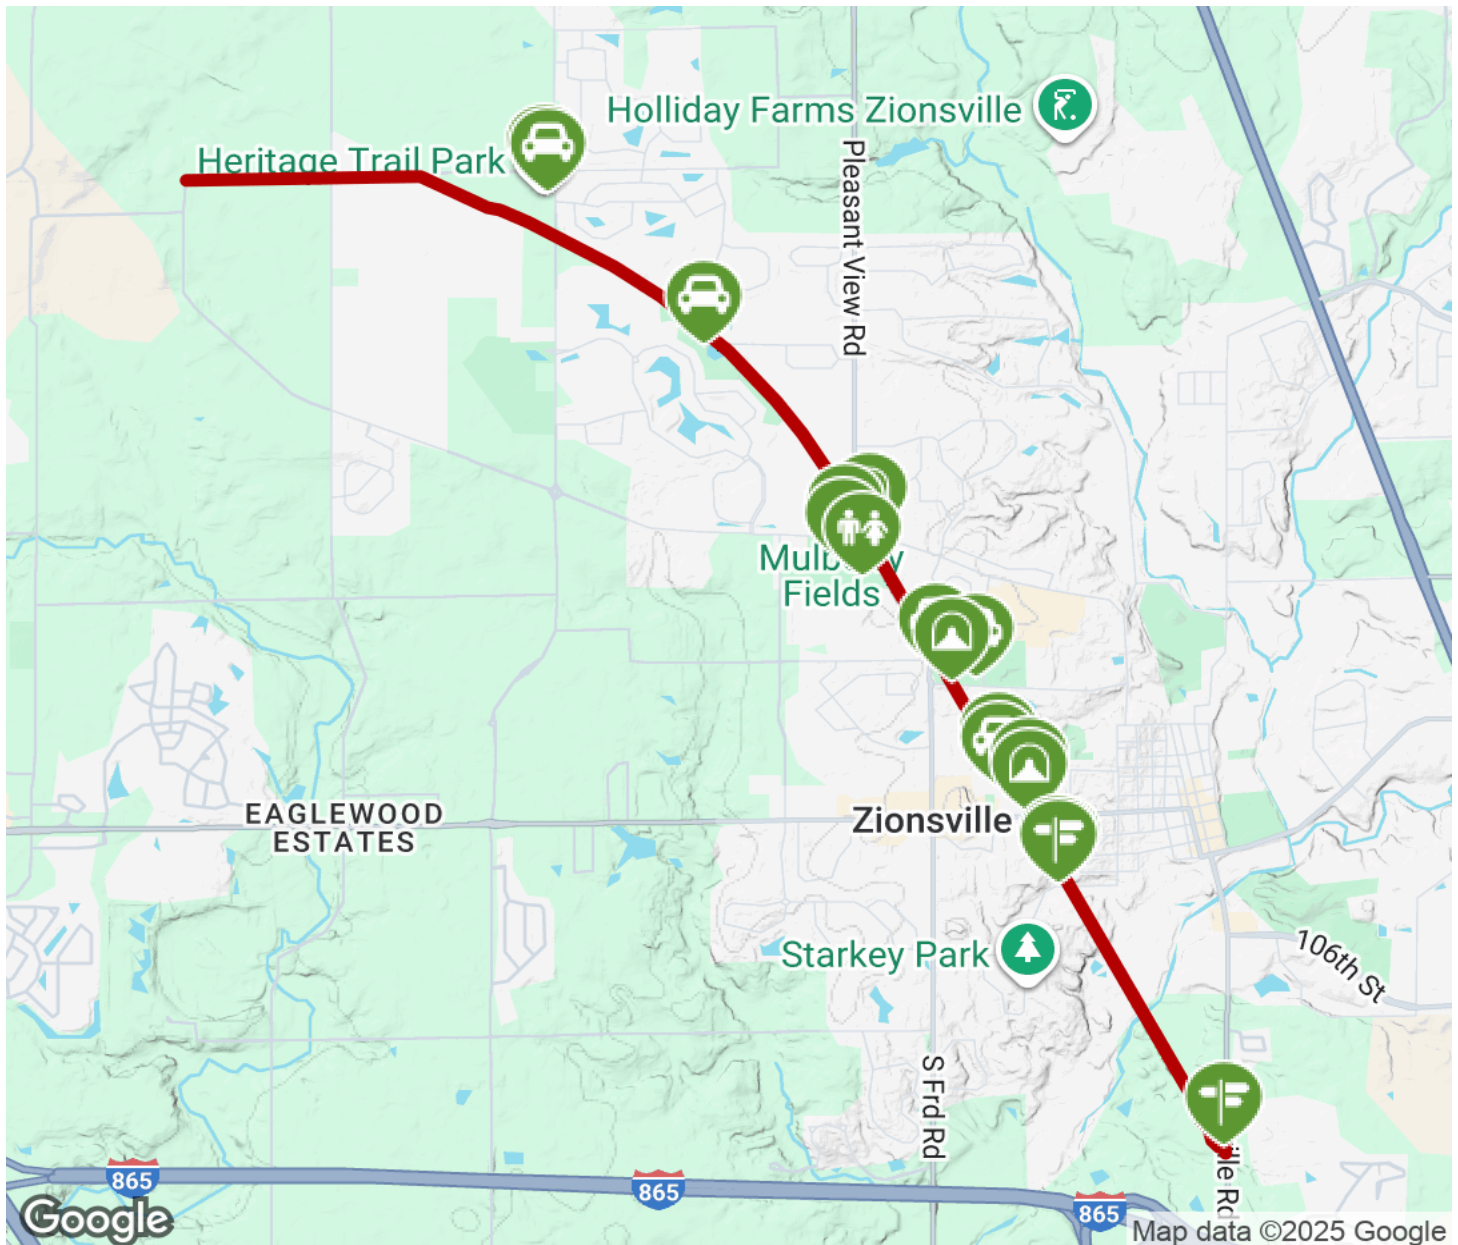 Holliday Farms Zionsville
Heritage Trail Park
Pleasant View Rd
Fields
EAGLEWOOD
ESTATES
Zionsville
Starkey Park
106th St
S Frd Rd
Rd
865
865
865
Google
Map data ©2025 Google